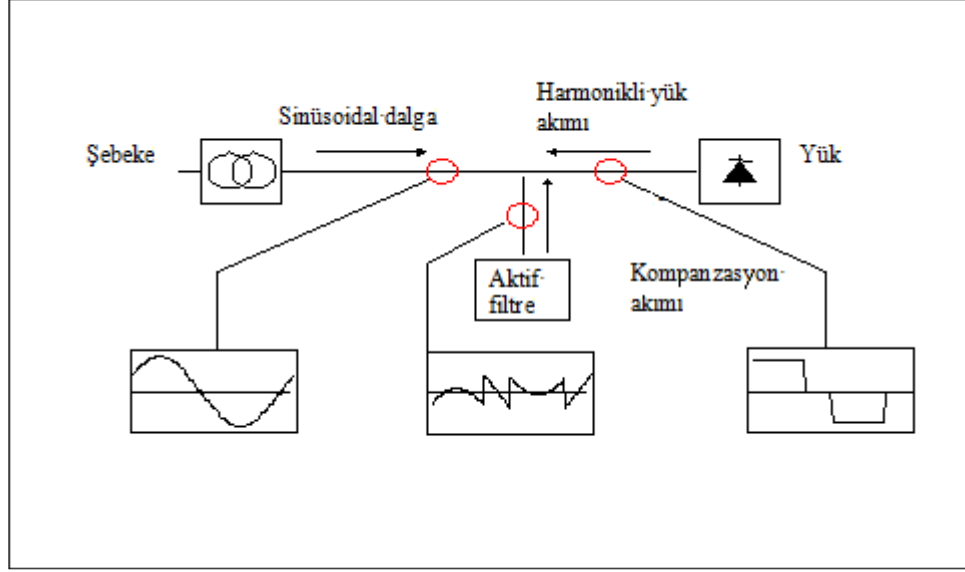 Harmonikli yük
akımı
Sinüsoidal dalga
Şebeke
Yük
Aktif
filtre
Kompanzasyon
akımı